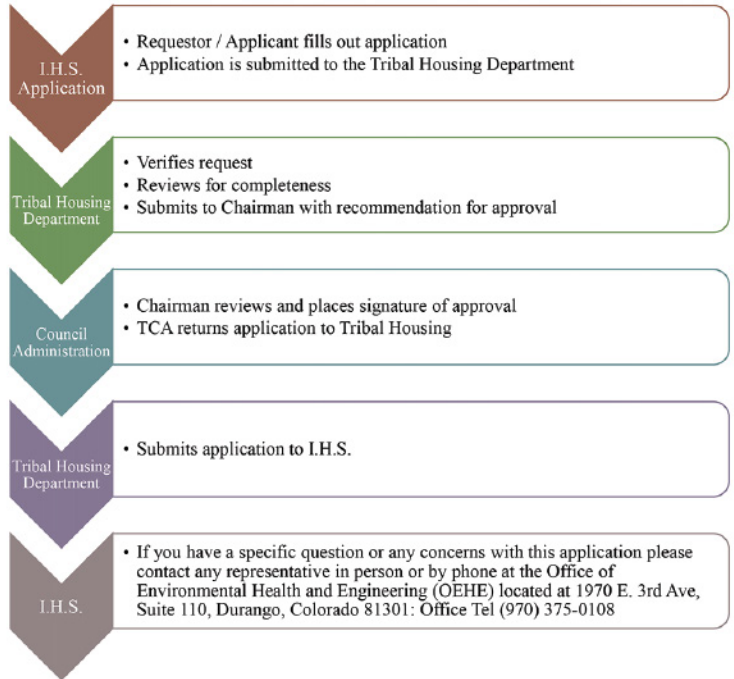 I.H.S.
Application
• Requestor / Applicant fills out application
• Application is submitted to the Tribal Housing Department
Tribal Housing
Department
• Verifies request
• Reviews for completeness
• Submits to Chairman with recommendation for approval
Council
Administration
• Chairman reviews and places signature of approval
• TCA returns application to Tribal Housing
Tribal Housing
Department
• Submits application to I.H.S.
I.H.S.
• If you have a specific question or any concerns with this application please
contact any representative in person or by phone at the Office of
Environmental Health and Engineering (OEHE) located at 1970 E. 3rd Ave,
Suite 110, Durango, Colorado 81301: Office Tel (970) 375-0108